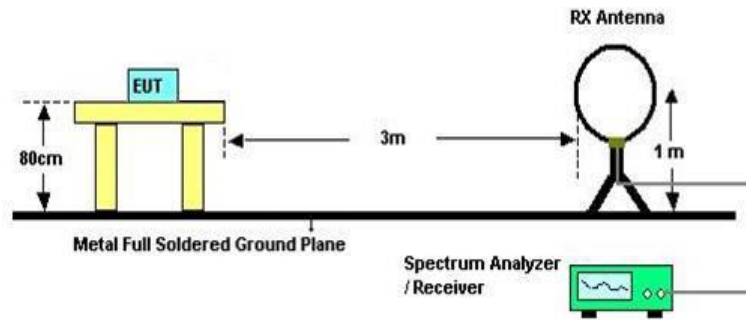 RX Antenna
EUT
80cm
3m
1 m
Metal Full Soldered Ground Plane
Spectrum Analyzer
/ Receiver